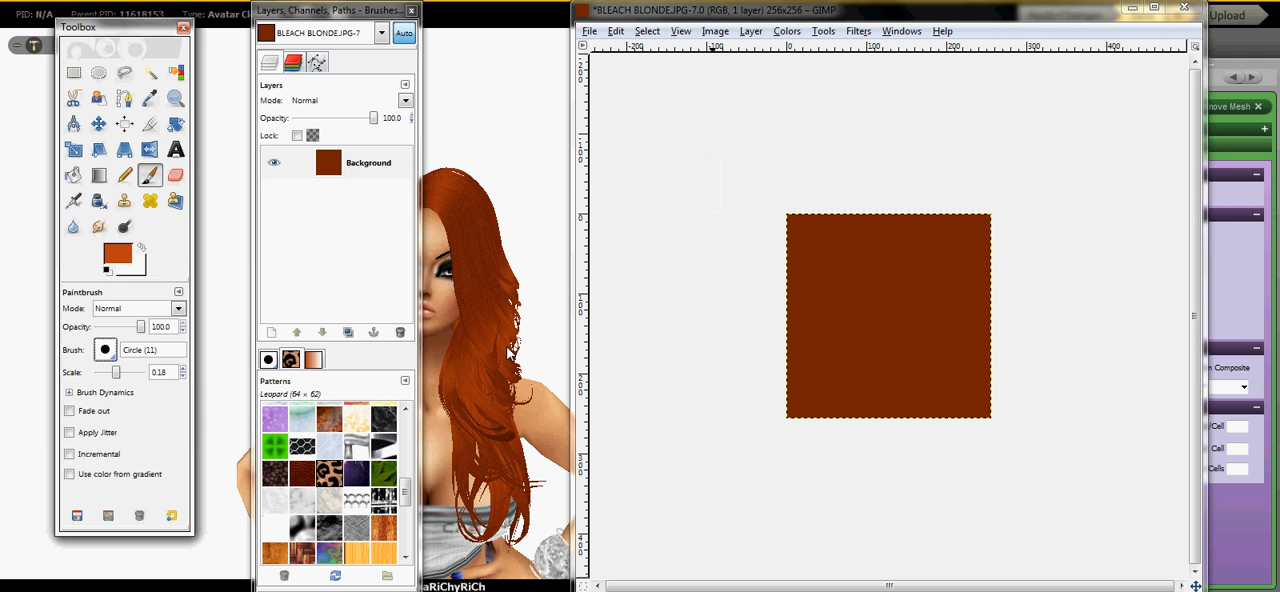 PID: N/A Parent PID: 11618153 Type: Avatar Cl
Toolbox
Mode: Normal
Paintbrush
Opacity: 100.0
Brush: Circle (11)
Scale: 0.18
Brush Dynamics
Fade out
Apply Jitter
Incremental
Use color from gradient
Layers, Channels, Paths - Brushes...
BLEACH BLONDE.JPG-7 Auto
Layers
Mode: Normal
Opacity: 100.0
Lock:
Background
Patterns
Leopard (64 × 62)
aRiChyRiCh
*BLEACH BLONDE.JPG-7.0 (RGB, 1 layer) 256x256 – GIMP
File Edit Select View Image Layer Colors Tools Filters Windows Help
-200 -100 0 100 200 400
Upload
move Mesh
n Composite
/Cell
Cell
Cells